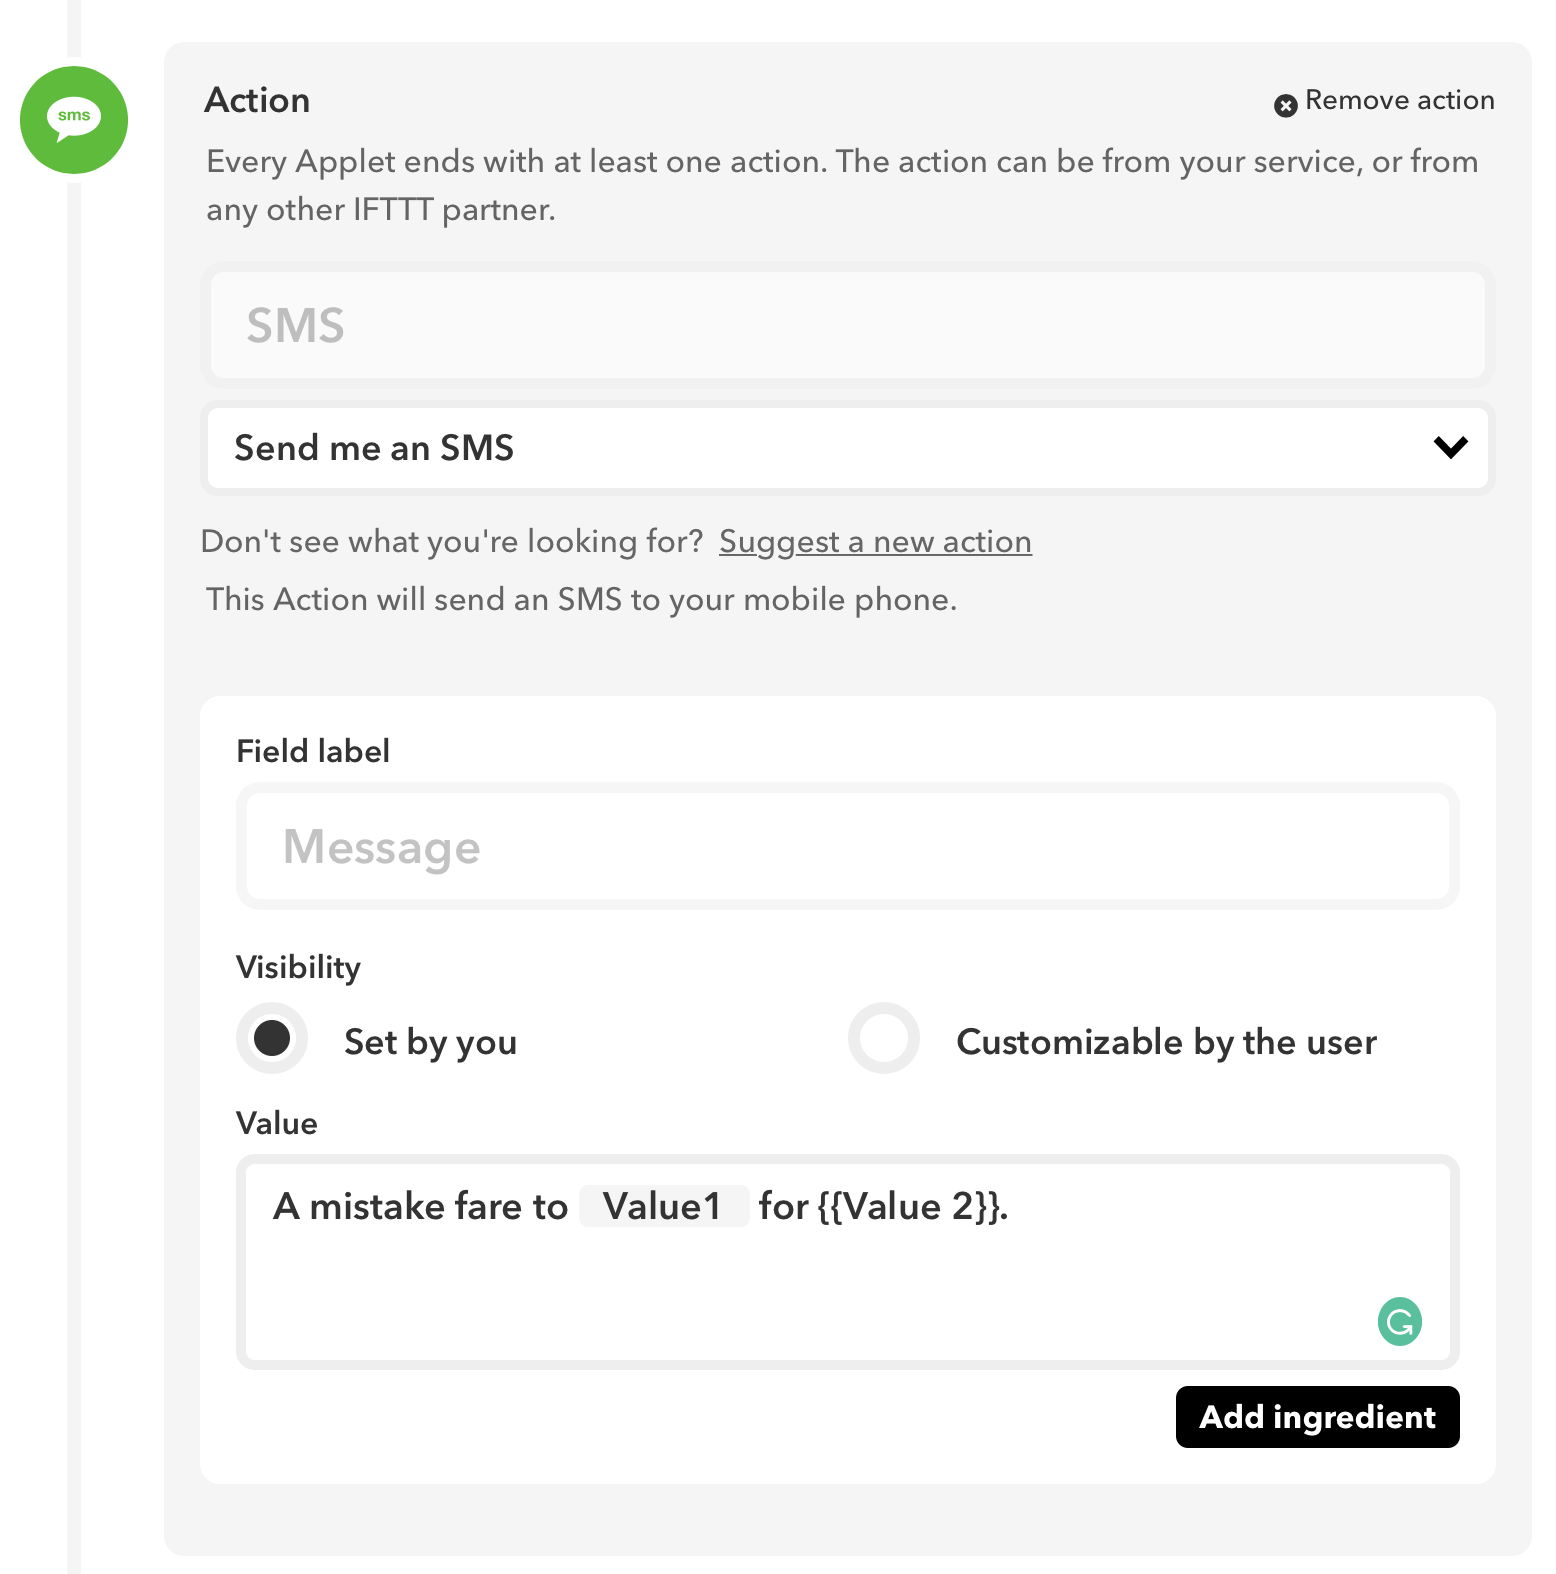 sms
Action
Remove action
Every Applet ends with at least one action. The action can be from your service, or from
any other IFTTT partner.
SMS
Send me an SMS
Don't see what you're looking for? Suggest a new action
This Action will send an SMS to your mobile phone.
Field label
Message
Visibility
Set by you
Customizable by the user
Value
A mistake fare to Value1 for {{Value 2}}.
Add ingredient